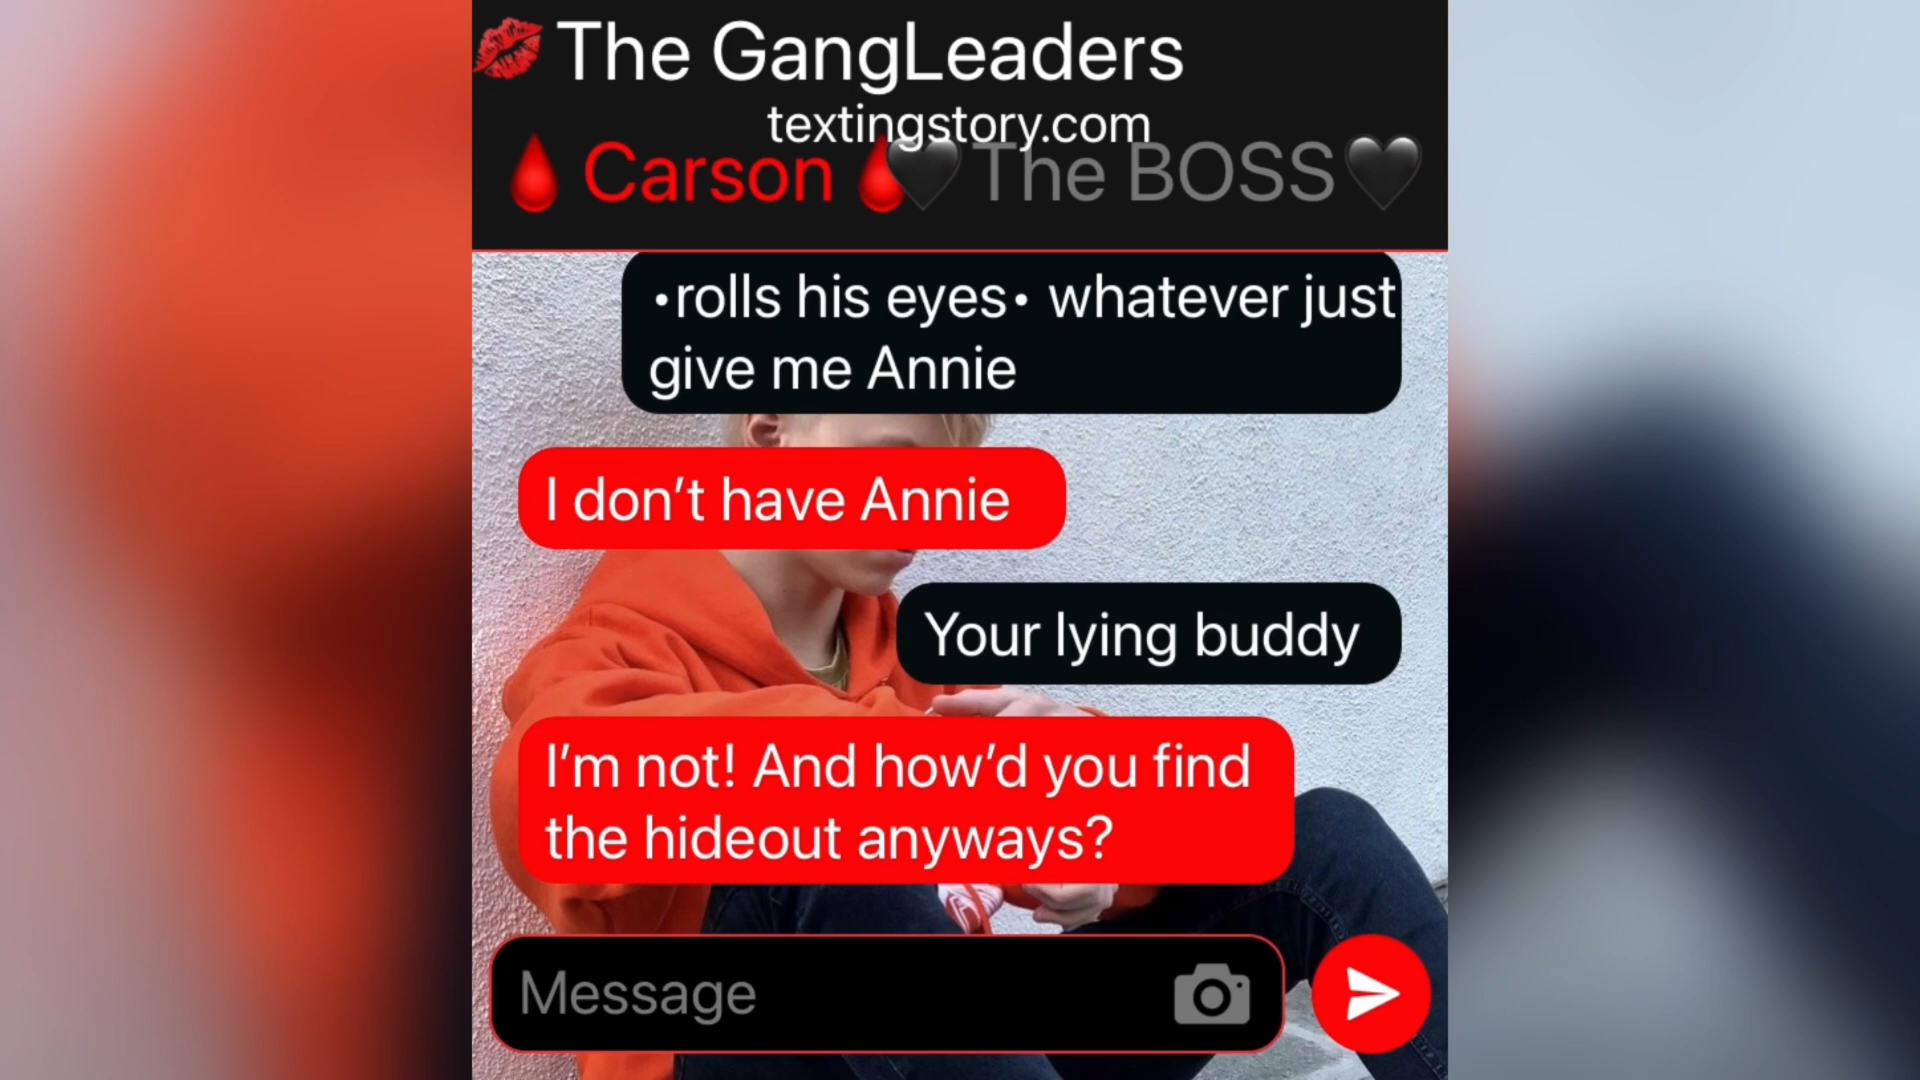 💋The GangLeaders
textingstory.com
🩸Carson🩸🖤The BOSS🖤
•rolls his eyes• whatever just
give me Annie
I don’t have Annie
Your lying buddy
I’m not! And how’d you find
the hideout anyways?
Message